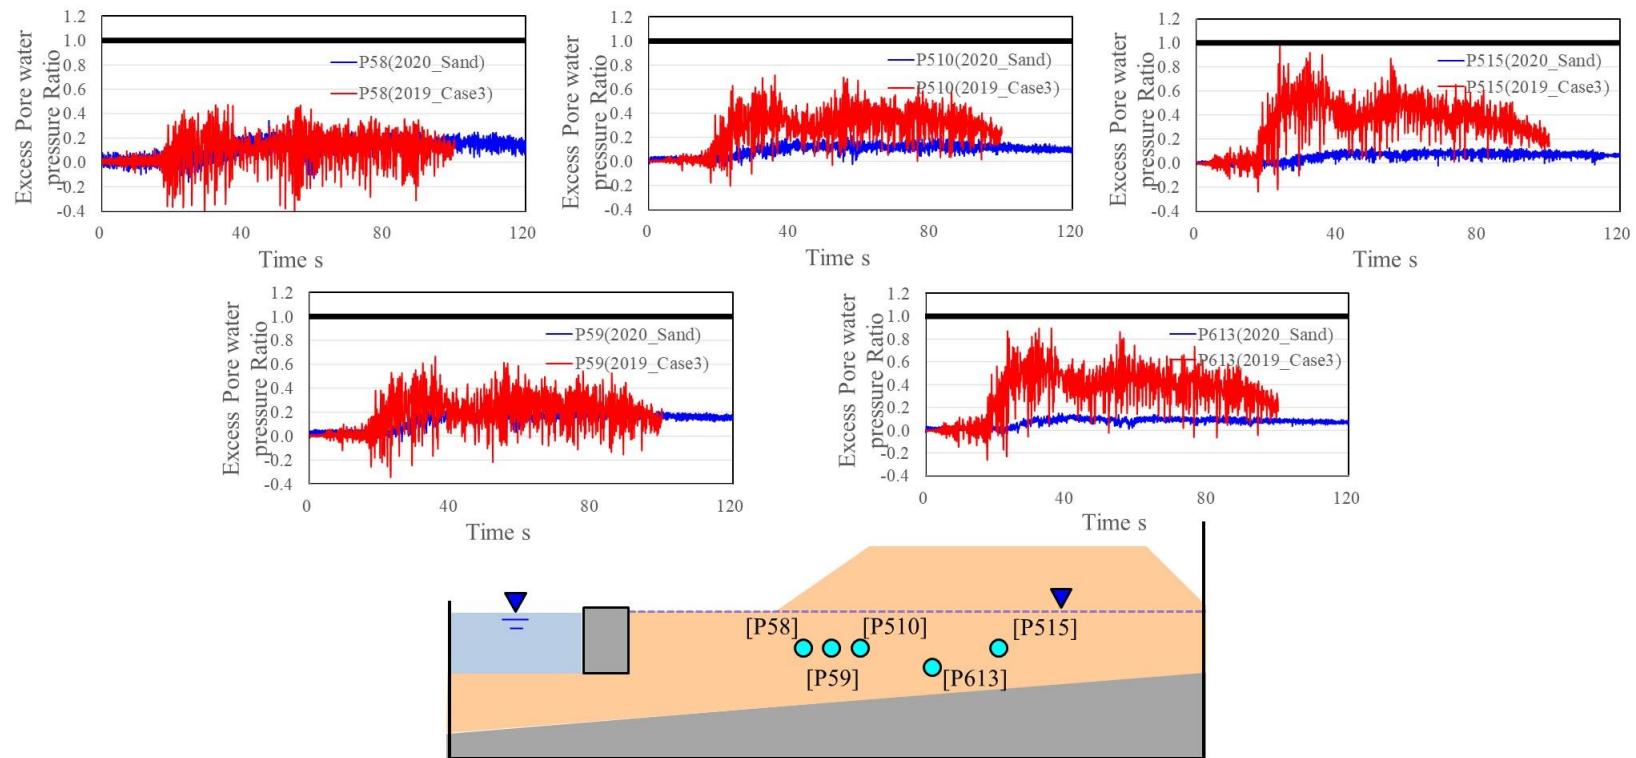 Excess Pore water
pressure Ratio
1.2
1.0
0.8
0.6
0.4
0.2
0.0
-0.2
-0.4
P58(2020_Sand)
P58(2019_Case3)
0 40 80 120
Time s
Excess Pore water
pressure Ratio
1.2
1.0
0.8
0.6
0.4
0.2
0.0
-0.2
-0.4
P510(2020_Sand)
P510(2019_Case3)
0 40 80 120
Time s
Excess Pore water
pressure Ratio
1.2
1.0
0.8
0.6
0.4
0.2
0.0
-0.2
-0.4
P515(2020_Sand)
P515(2019_Case3)
0 40 80 120
Time s
Excess Pore water
pressure Ratio
1.2
1.0
0.8
0.6
0.4
0.2
0.0
-0.2
-0.4
P59(2020_Sand)
P59(2019_Case3)
0 40 80 120
Time s
Excess Pore water
pressure Ratio
1.2
1.0
0.8
0.6
0.4
0.2
0.0
-0.2
-0.4
P613(2020_Sand)
P613(2019_Case3)
0 40 80 120
Time s
[P58] [P510] [P515]
[P59] [P613]